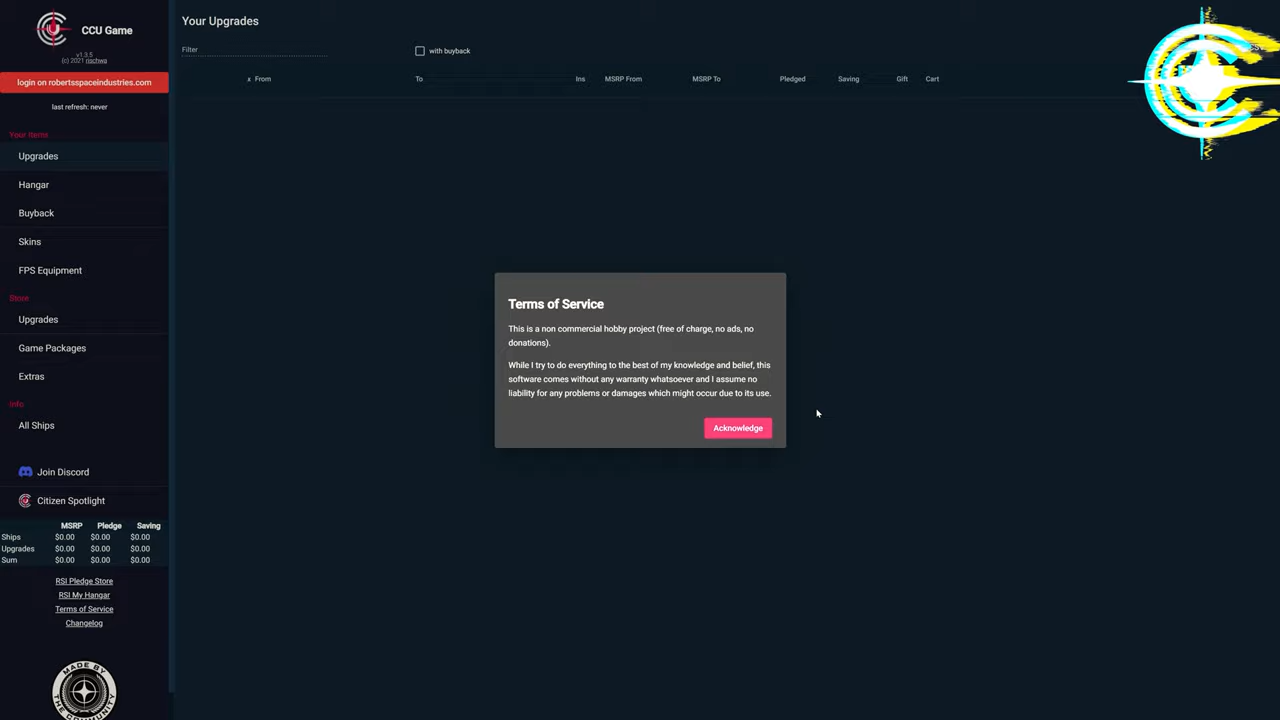 CCU Game
v1.3.5
(c) 2021 rischwa
login on robertsspaceindustries.com
last refresh: never
Your Items
Upgrades
Hangar
Buyback
Skins
FPS Equipment
Store
Upgrades
Game Packages
Extras
Info
All Ships
Join Discord
Citizen Spotlight
MSRP Pledge Saving
Ships $0.00 $0.00 $0.00
Upgrades $0.00 $0.00 $0.00
Sum $0.00 $0.00 $0.00
RSI Pledge Store
RSI My Hangar
Terms of Service
Changelog
MADE BY
THE COMMUNITY
Your Upgrades
Filter
with buyback
x From To Ins MSRP From MSRP To Pledged Saving Gift Cart
Terms of Service
This is a non commercial hobby project (free of charge, no ads, no
donations).
While I try to do everything to the best of my knowledge and belief, this
software comes without any warranty whatsoever and I assume no
liability for any problems or damages which might occur due to its use.
Acknowledge